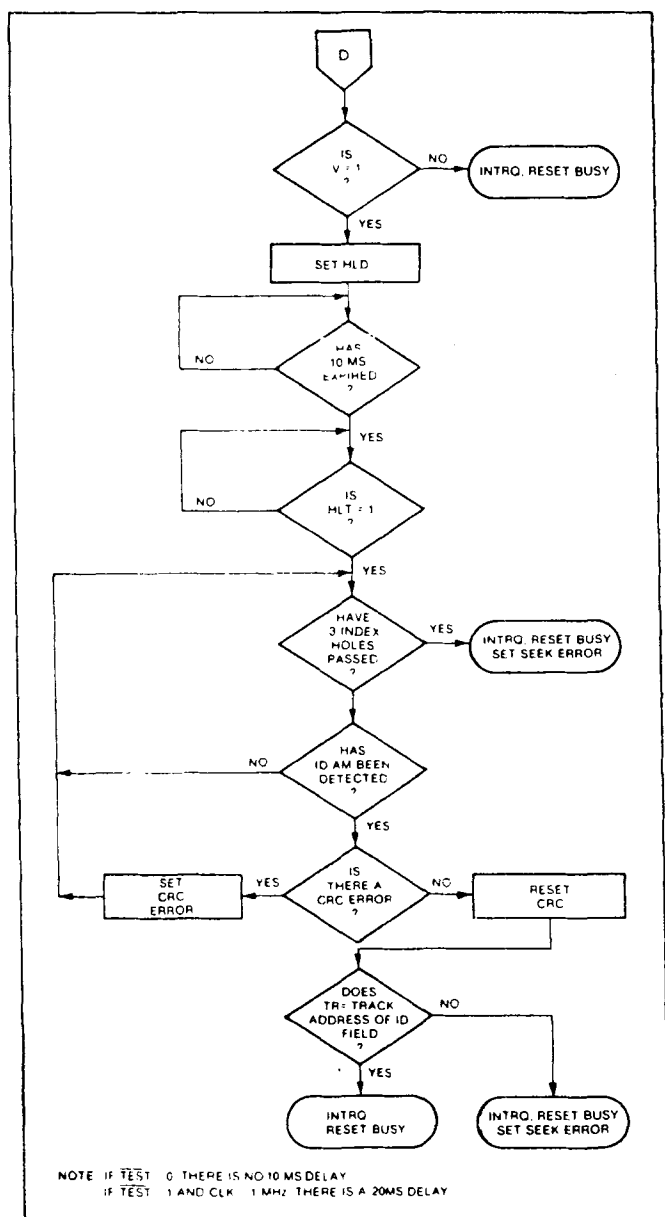 D
IS
V = 1
?
NO
INTRQ. RESET BUSY
YES
SET HLD
HAS
10 MS
EXPIRED
?
NO
YES
IS
HLT = 1
?
NO
YES
HAVE
3 INDEX
HOLES
PASSED
?
YES
INTRQ. RESET BUSY
SET SEEK ERROR
HAS
ID AM BEEN
DETECTED
?
NO
YES
IS
THERE A
CRC ERROR
?
YES
SET
CRC
ERROR
NO
RESET
CRC
DOES
TR= TRACK
ADDRESS OF ID
FIELD
?
NO
YES
INTRQ
RESET BUSY
INTRQ. RESET BUSY
SET SEEK ERROR
NOTE IF TEST 0 THERE IS NO 10 MS DELAY
IF TEST 1 AND CLK 1 MHz THERE IS A 20MS DELAY